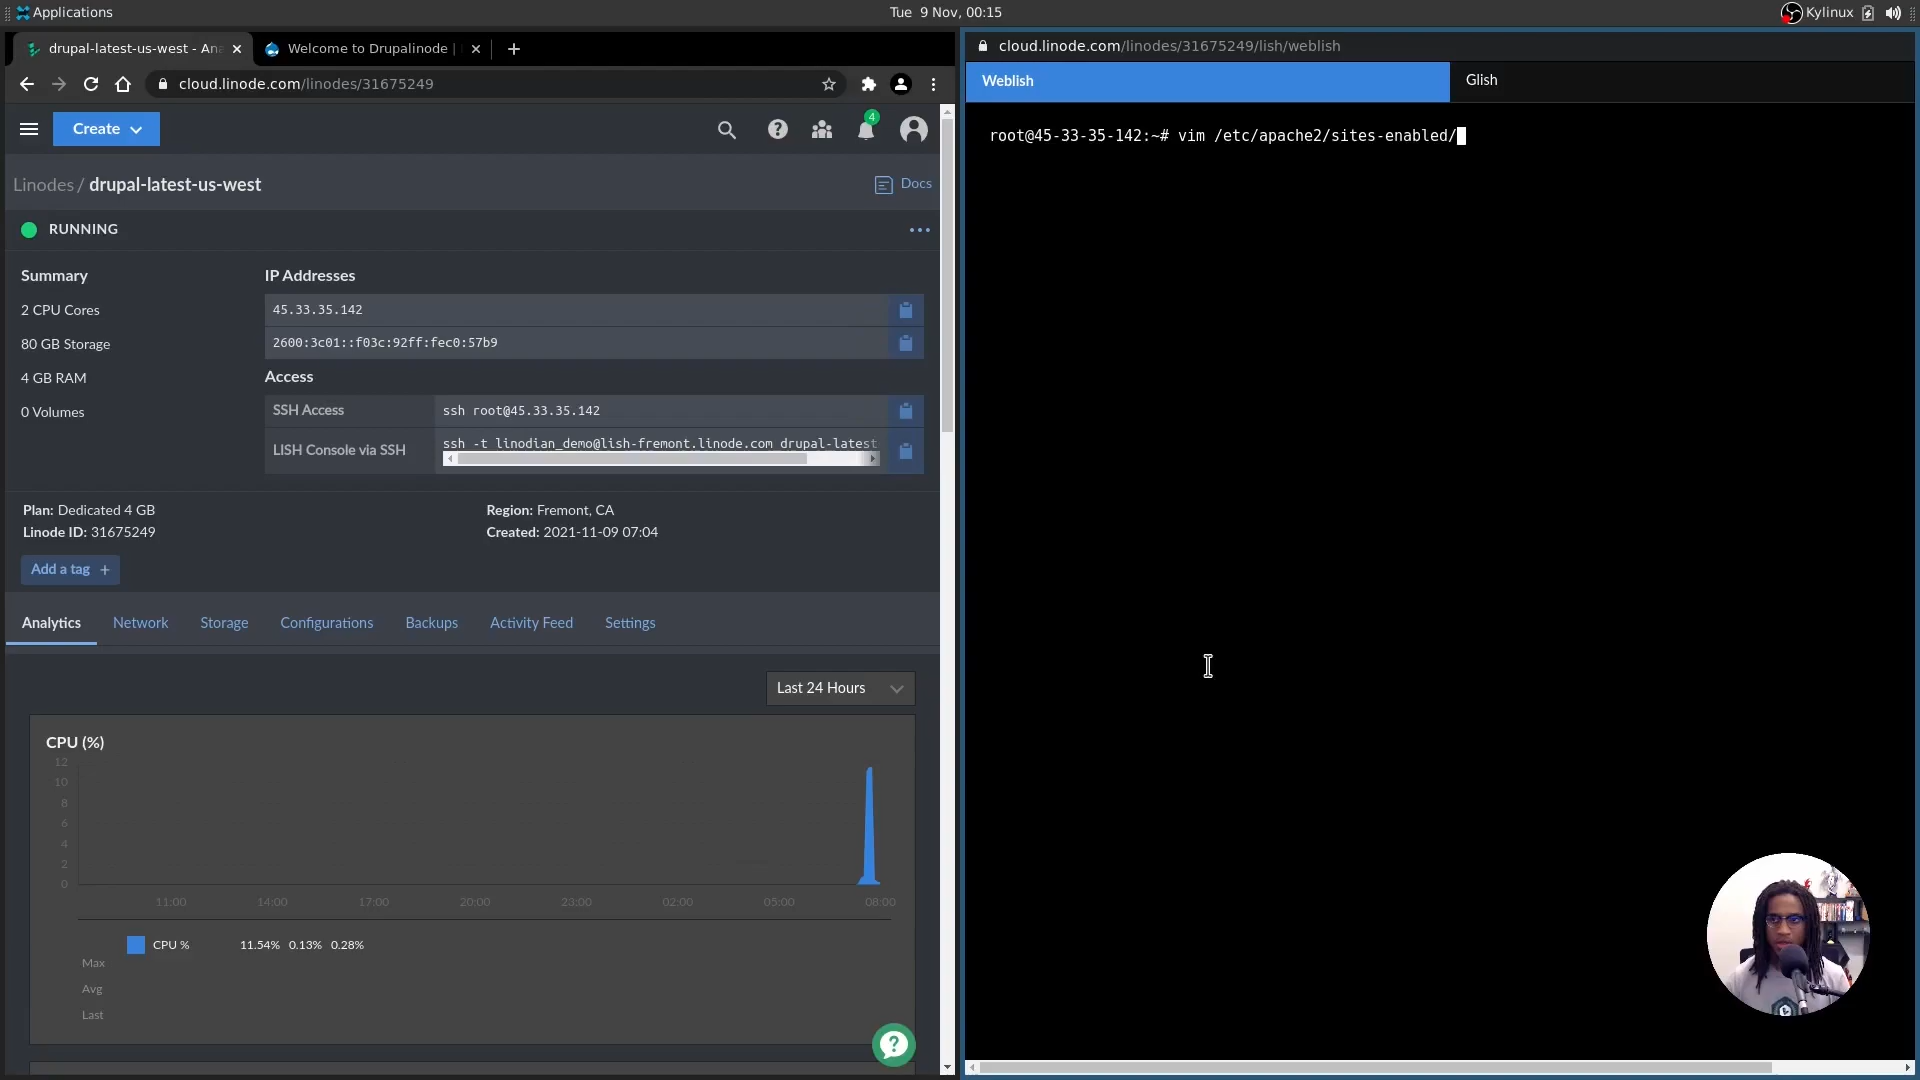 Applications
Tue 9 Nov, 00:15
Kylinux
drupal-latest-us-west - Ana
Welcome to Drupalinode |
cloud.linode.com/linodes/31675249
Create
4
Linodes / drupal-latest-us-west
Docs
RUNNING
Summary
IP Addresses
2 CPU Cores
45.33.35.142
80 GB Storage
2600:3c01::f03c:92ff:fec0:57b9
4 GB RAM
Access
0 Volumes
SSH Access
ssh root@45.33.35.142
LISH Console via SSH
ssh -t linodian_demo@lish-fremont.linode.com drupal-latest
Plan: Dedicated 4 GB
Region: Fremont, CA
Linode ID: 31675249
Created: 2021-11-09 07:04
Add a tag +
Analytics
Network
Storage
Configurations
Backups
Activity Feed
Settings
Last 24 Hours
CPU (%)
12
10
8
6
4
2
0
11:00
14:00
17:00
20:00
23:00
02:00
05:00
08:00
CPU %
11.54% 0.13% 0.28%
Max
Avg
Last
cloud.linode.com/linodes/31675249/lish/weblish
Weblish
Glish
root@45-33-35-142:~# vim /etc/apache2/sites-enabled/